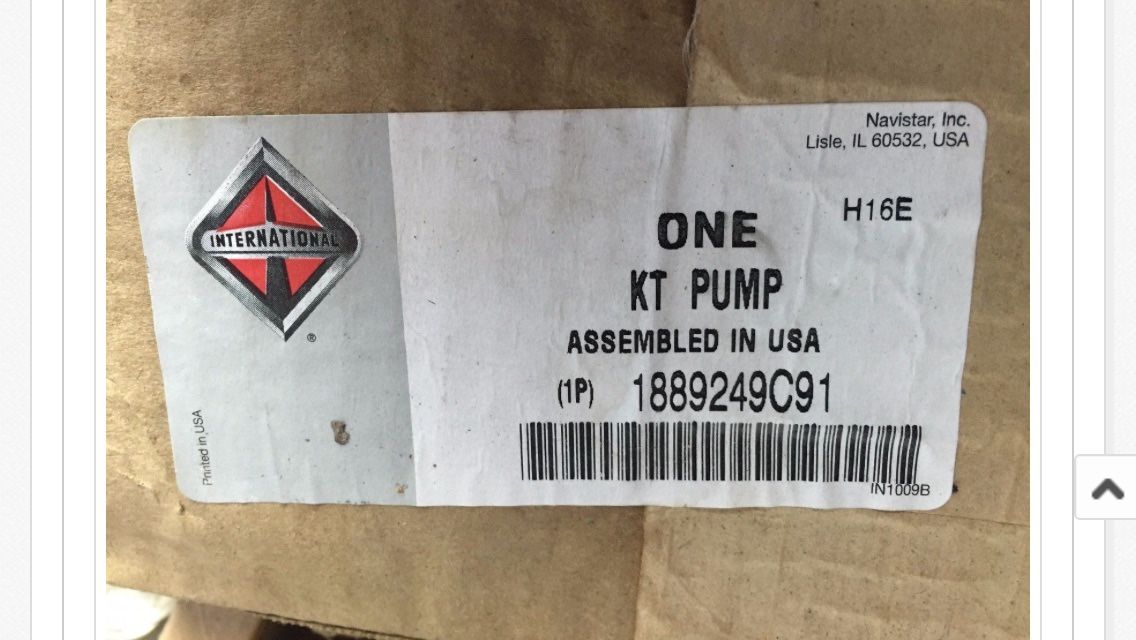 Navistar, Inc.
Lisle, IL 60532, USA
H16E
INTERNATIONAL
®
ONE
KT PUMP
ASSEMBLED IN USA
(1P) 1889249C91
IN1009B
Printed in USA